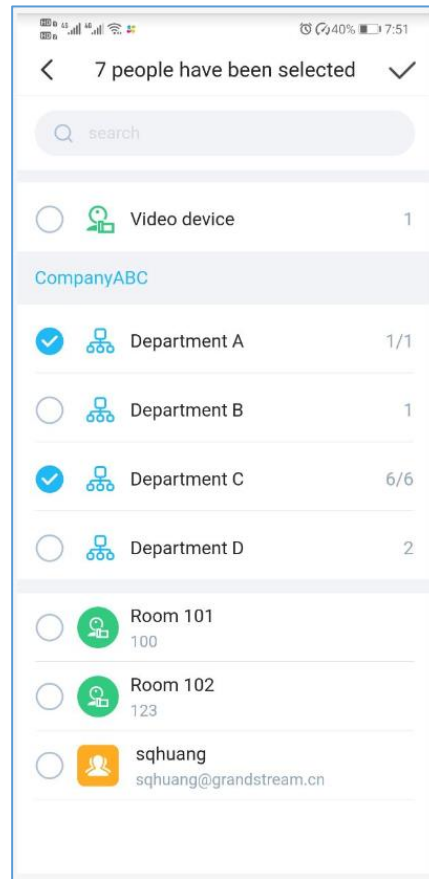 40% 7:51
7 people have been selected
search
Video device 1
CompanyABC
Department A 1/1
Department B 1
Department C 6/6
Department D 2
Room 101
100
Room 102
123
sqhuang
sqhuang@grandstream.cn